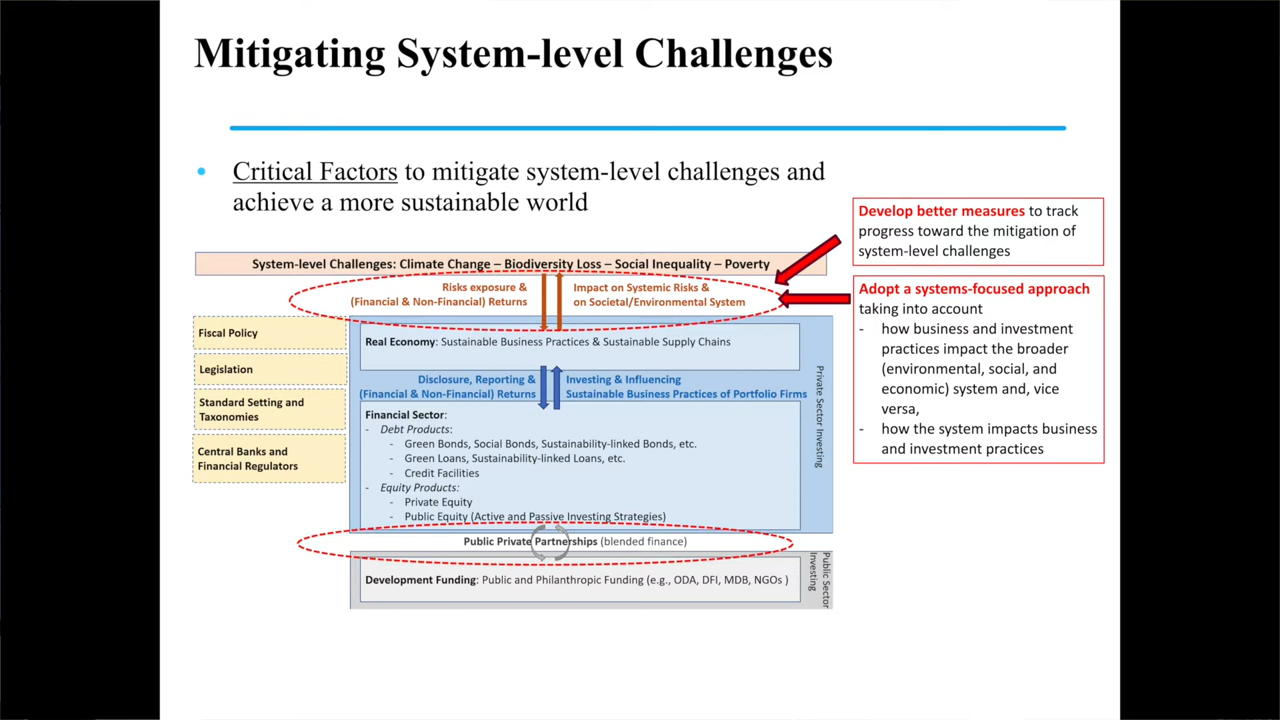 Mitigating System-level Challenges
• Critical Factors to mitigate system-level challenges and
achieve a more sustainable world
System-level Challenges: Climate Change – Biodiversity Loss – Social Inequality – Poverty
Risks exposure &
(Financial & Non-Financial) Returns
Impact on Systemic Risks &
on Societal/Environmental System
Fiscal Policy
Legislation
Standard Setting and
Taxonomies
Central Banks and
Financial Regulators
Real Economy: Sustainable Business Practices & Sustainable Supply Chains
Disclosure, Reporting &
(Financial & Non-Financial) Returns
Investing & Influencing
Sustainable Business Practices of Portfolio Firms
Financial Sector:
- Debt Products:
- Green Bonds, Social Bonds, Sustainability-linked Bonds, etc.
- Green Loans, Sustainability-linked Loans, etc.
- Credit Facilities
- Equity Products:
- Private Equity
- Public Equity (Active and Passive Investing Strategies)
Private Sector Investing
Public Private Partnerships (blended finance)
Development Funding: Public and Philanthropic Funding (e.g., ODA, DFI, MDB, NGOs )
Public Sector
Investing
Develop better measures to track
progress toward the mitigation of
system-level challenges
Adopt a systems-focused approach
taking into account
- how business and investment
practices impact the broader
(environmental, social, and
economic) system and, vice
versa,
- how the system impacts business
and investment practices